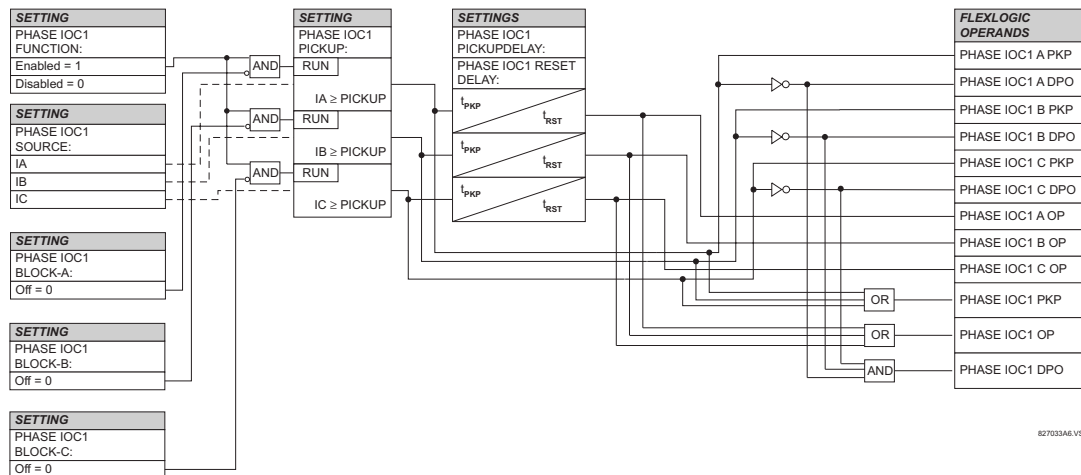 SETTING
PHASE IOC1
FUNCTION:
Enabled = 1
Disabled = 0
SETTING
PHASE IOC1
SOURCE:
IA
IB
IC
SETTING
PHASE IOC1
BLOCK-A:
Off = 0
SETTING
PHASE IOC1
BLOCK-B:
Off = 0
SETTING
PHASE IOC1
BLOCK-C:
Off = 0
AND
AND
AND
SETTING
PHASE IOC1
PICKUP:
RUN
IA ≥ PICKUP
RUN
IB ≥ PICKUP
RUN
IC ≥ PICKUP
SETTINGS
PHASE IOC1
PICKUPDELAY:
PHASE IOC1 RESET
DELAY:
tPKP
tRST
tPKP
tRST
tPKP
tRST
OR
OR
AND
FLEXLOGIC
OPERANDS
PHASE IOC1 A PKP
PHASE IOC1 A DPO
PHASE IOC1 B PKP
PHASE IOC1 B DPO
PHASE IOC1 C PKP
PHASE IOC1 C DPO
PHASE IOC1 A OP
PHASE IOC1 B OP
PHASE IOC1 C OP
PHASE IOC1 PKP
PHASE IOC1 OP
PHASE IOC1 DPO
827033A6.VS